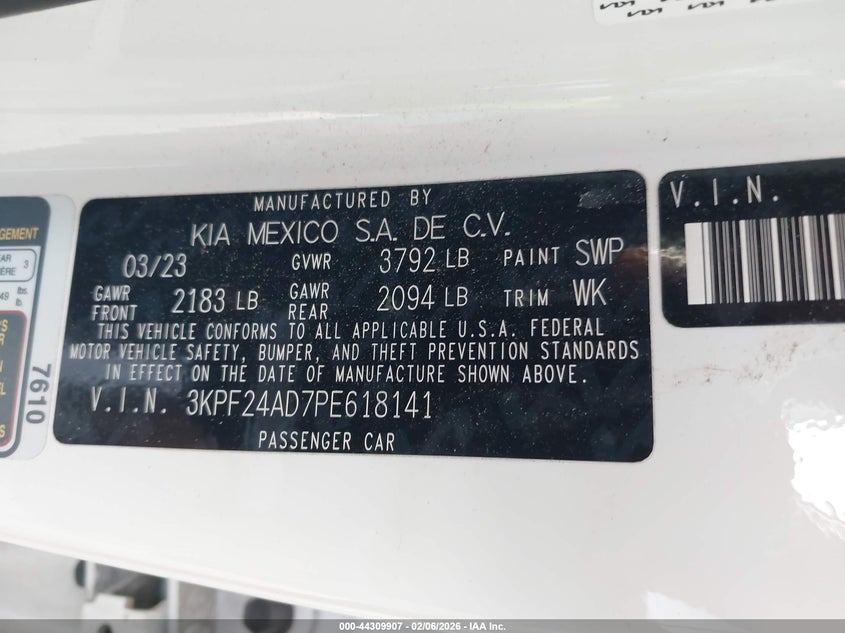 MANUFACTURED BY
KIA MEXICO S.A. DE C.V.
03/23 GVWR 3792 LB PAINT SWP
GAWR FRONT 2183 LB GAWR REAR 2094 LB TRIM WK
THIS VEHICLE CONFORMS TO ALL APPLICABLE U.S.A. FEDERAL
MOTOR VEHICLE SAFETY, BUMPER, AND THEFT PREVENTION STANDARDS
IN EFFECT ON THE DATE OF MANUFACTURE SHOWN ABOVE.
V.I.N. 3KPF24AD7PE618141
PASSENGER CAR
V.I.N.
7610
3
lbs.
lb.
000-44309907 - 02/06/2026 - IAA Inc.